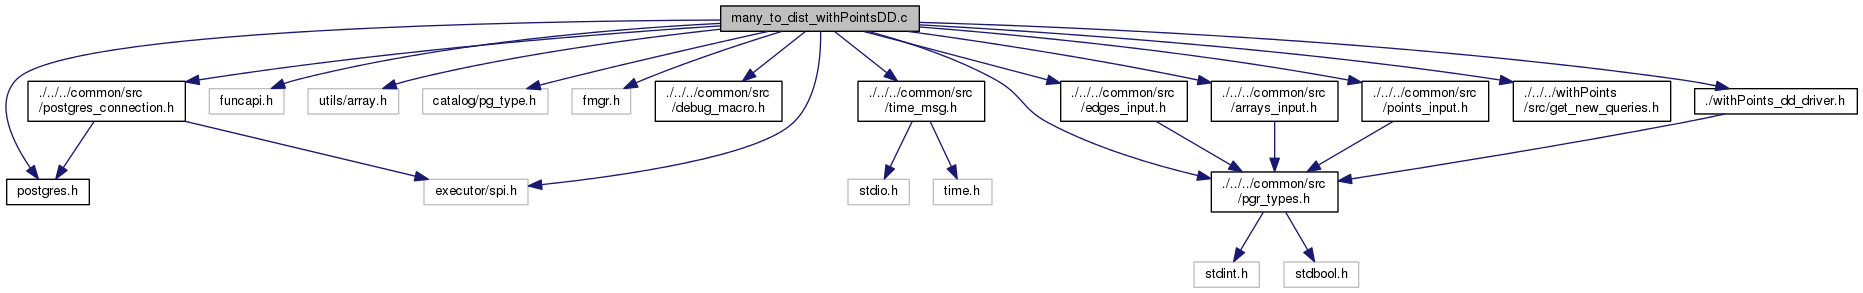 many_to_dist_withPointsDD.c
./../../common/src
/postgres_connection.h
funcapi.h
utils/array.h
catalog/pg_type.h
fmgr.h
./../../common/src
/debug_macro.h
./../../common/src
/time_msg.h
./../../common/src
/edges_input.h
./../../common/src
/arrays_input.h
./../../common/src
/points_input.h
./../../withPoints
/src/get_new_queries.h
./withPoints_dd_driver.h
postgres.h
executor/spi.h
stdio.h
time.h
./../../common/src
/pgr_types.h
stdint.h
stdbool.h